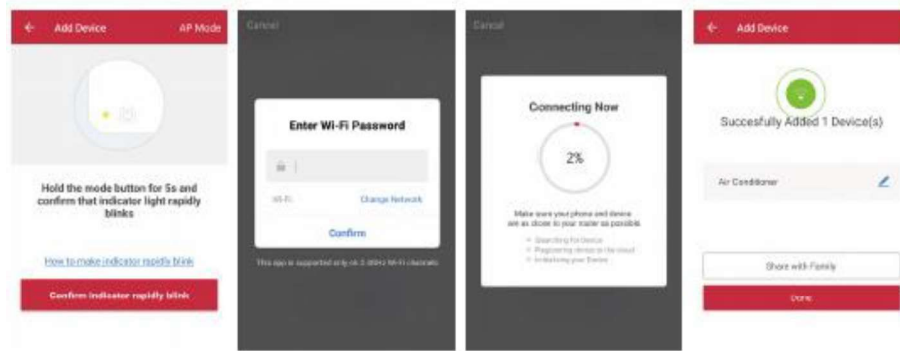 Add Device
AP Mode
Hold the mode button for 5s and
confirm that indicator light rapidly
blinks
How to make indicator rapidly blink
Confirm indicator rapidly blink
Cancel
Enter Wi-Fi Password
Wi-Fi
Change Network
Confirm
This app is supported only on 2.4GHz Wi-Fi channels
Cancel
Connecting Now
2%
Make sure your phone and device
are as close to your router as possible
Searching for Device
Registering device to the cloud
Initializing your Device
Add Device
Succesfully Added 1 Device(s)
Air Conditioner
Share with Family
Done